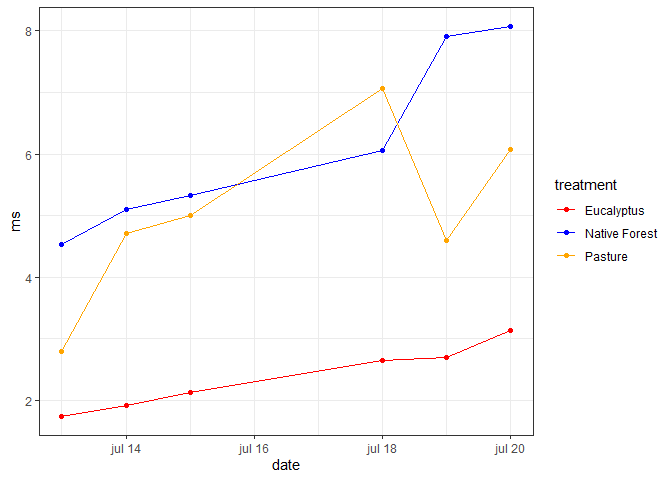 8
6
4
2
ms
jul 14
jul 16
jul 18
jul 20
date
treatment
Eucalyptus
Native Forest
Pasture